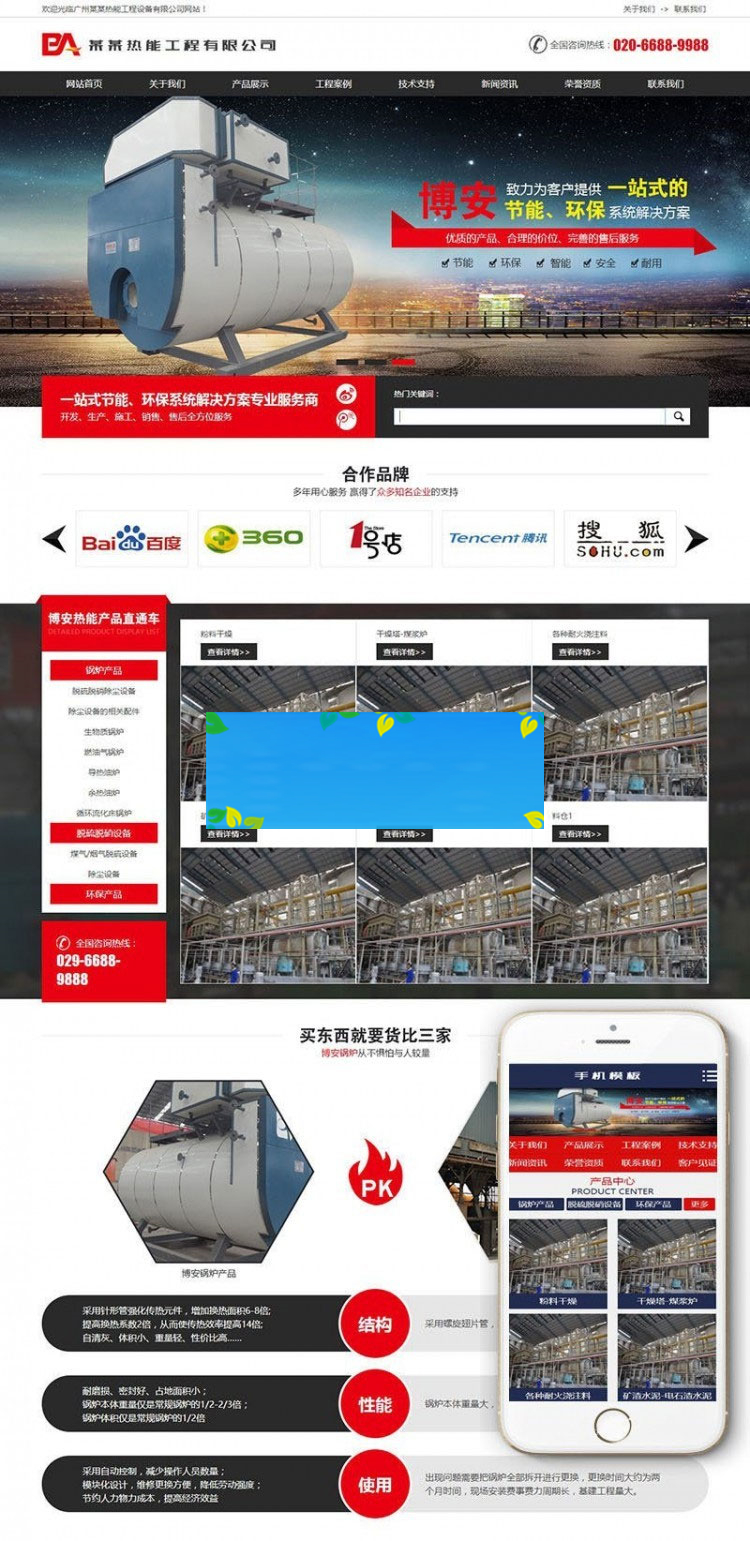 欢迎光临广州某某热能工程设备有限公司网站！
关于我们 -> 联系我们
BA 某某热能工程有限公司
全国咨询热线：020-6688-9988
网站首页 关于我们 产品展示 工程案例 技术支持 新闻资讯 荣誉资质 联系我们
博安 致力为客户提供 一站式的
节能、环保 系统解决方案
优质的产品、合理的价位、完善的售后服务
节能 环保 智能 安全 耐用
一站式节能、环保系统解决方案专业服务商
开发、生产、施工、销售、售后全方位服务
热门关键词：
合作品牌
多年用心服务 赢得了众多知名企业的支持
Bai du 百度
360
1号店
The Store
Tencent 腾讯
搜 狐
SOHU.com
博安热能产品直通车
DETAILED PRODUCT DISPLAY LIST
锅炉产品
脱硫脱硝除尘设备
除尘设备的相关配件
生物质锅炉
燃油气锅炉
导热油炉
余热油炉
循环流化床锅炉
脱硫脱硝设备
煤气/烟气脱硫设备
除尘设备
环保产品
全国咨询热线：
029-6688-
9888
粉料干燥
查看详情>>
干燥塔-煤浆炉
查看详情>>
各种耐火浇注料
查看详情>>
查看详情>>
查看详情>>
料仓1
查看详情>>
买东西就要货比三家
博安锅炉从不惧怕与人较量
PK
博安锅炉产品
采用针形管强化传热元件，增加换热面积6-8倍;
提高换热系数2倍，从而使传热效率提高14倍;
自清灰、体积小、重量轻、性价比高......
结构
采用螺旋翅片管，
耐磨损、密封好、占地面积小；
锅炉本体重量仅是常规锅炉的1/2-2/3倍；
锅炉体积仅是常规锅炉的1/2倍
性能
锅炉本体重量大，
采用自动控制，减少操作人员数量；
模块化设计，维修更换方便，降低劳动强度；
节约人力物力成本，提高经济效益
使用
出现问题需要把锅炉全部拆开进行更换，更换时间大约为两
个月时间，现场安装费事费力周期长，基建工程量大。
手机模板
关于我们 产品展示 工程案例 技术支持
新闻资讯 荣誉资质 联系我们 客户见证
产品中心
PRODUCT CENTER
锅炉产品 脱硫脱硝设备 环保产品 更多
粉料干燥
干燥塔-煤浆炉
各种耐火浇注料
矿渣水泥-电石渣水泥